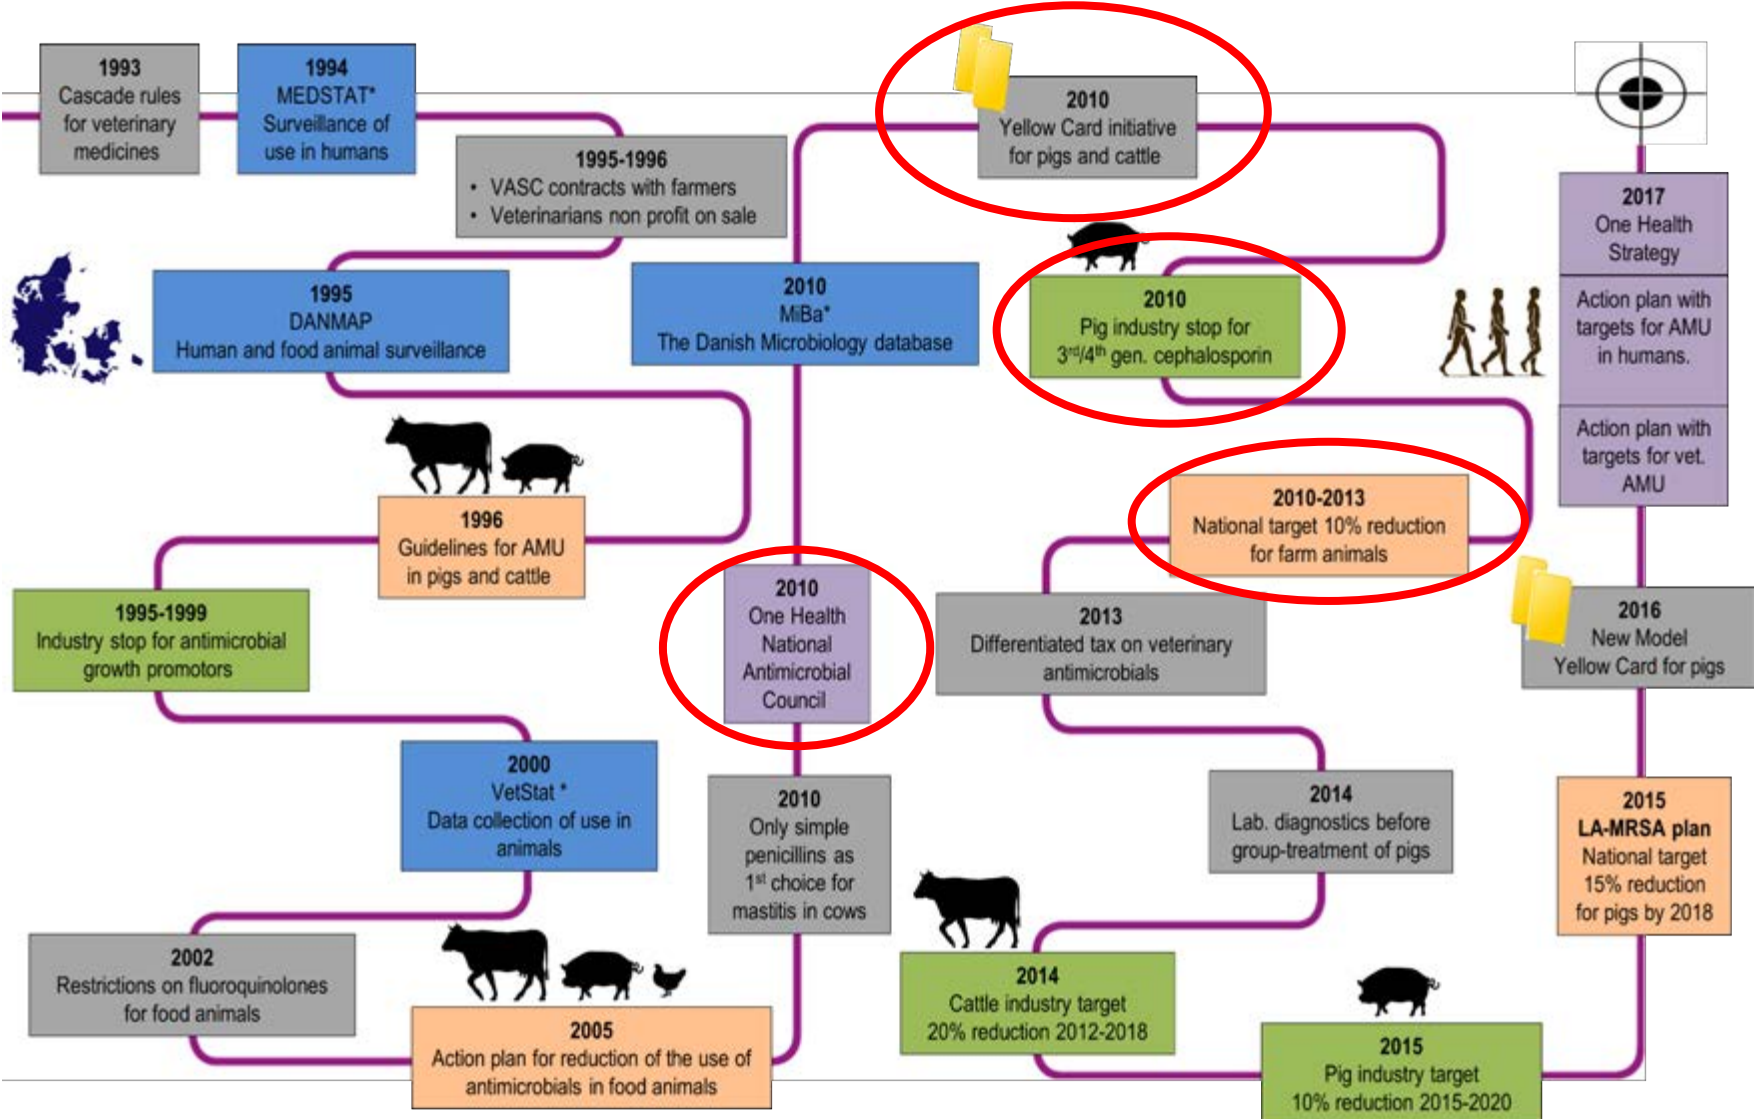 1993
Cascade rules
for veterinary
medicines
1994
MEDSTAT*
Surveillance of
use in humans
1995-1996
• VASC contracts with farmers
• Veterinarians non profit on sale
1995
DANMAP
Human and food animal surveillance
1996
Guidelines for AMU
in pigs and cattle
1995-1999
Industry stop for antimicrobial
growth promotors
2000
VetStat *
Data collection of use in
animals
2002
Restrictions on fluoroquinolones
for food animals
2005
Action plan for reduction of the use of
antimicrobials in food animals
2010
Only simple
penicillins as
1st choice for
mastitis in cows
2010
One Health
National
Antimicrobial
Council
2010
MiBa*
The Danish Microbiology database
2010
Yellow Card initiative
for pigs and cattle
2010
Pig industry stop for
3rd/4th gen. cephalosporin
2010-2013
National target 10% reduction
for farm animals
2013
Differentiated tax on veterinary
antimicrobials
2014
Lab. diagnostics before
group-treatment of pigs
2014
Cattle industry target
20% reduction 2012-2018
2015
Pig industry target
10% reduction 2015-2020
2015
LA-MRSA plan
National target
15% reduction
for pigs by 2018
2016
New Model
Yellow Card for pigs
2017
One Health
Strategy
Action plan with
targets for AMU
in humans.
Action plan with
targets for vet.
AMU